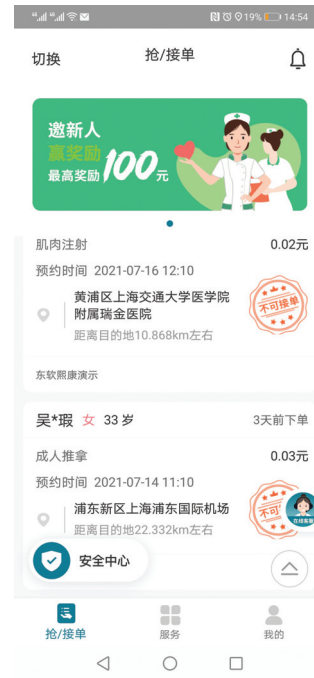 19% 14:54
切换 抢/接单
邀新人
赢奖励
最高奖励100元
肌肉注射 0.02元
预约时间 2021-07-16 12:10
黄浦区上海交通大学医学院
附属瑞金医院
不可接单
距离目的地10.868km左右
东软熙康演示
吴*瑕 女 33岁 3天前下单
成人推拿 0.03元
预约时间 2021-07-14 11:10
浦东新区上海浦东国际机场
不可
在线客服
距离目的地22.332km左右
安全中心
抢/接单 服务 我的